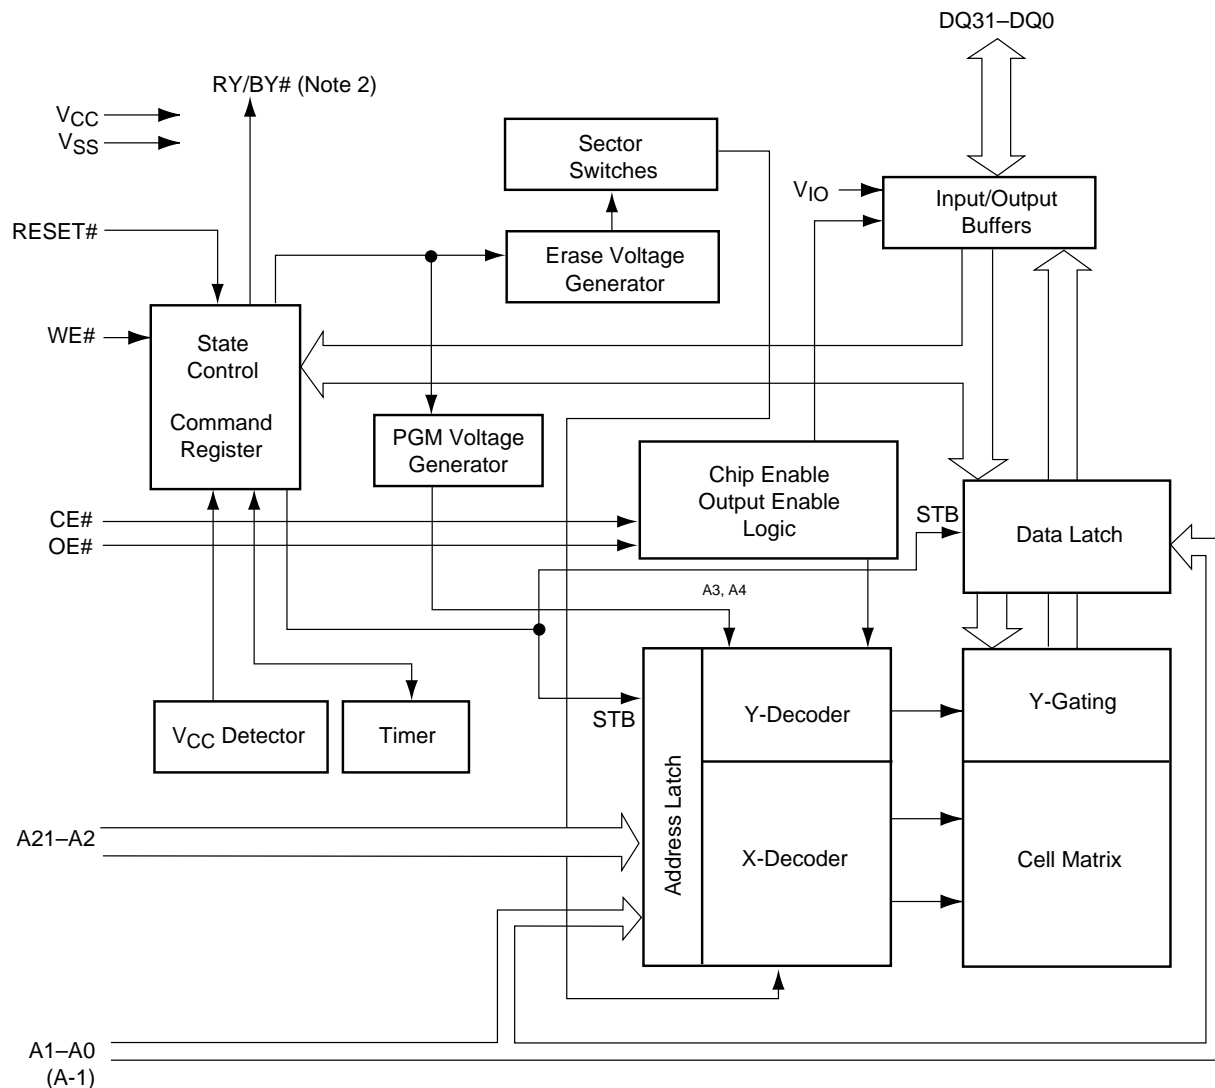 DQ31–DQ0
RY/BY# (Note 2)
VCC
VSS
Sector
Switches
VIO
Input/Output
Buffers
RESET#
Erase Voltage
Generator
WE#
State
Control
Command
Register
PGM Voltage
Generator
Chip Enable
Output Enable
Logic
CE#
OE#
STB
Data Latch
A3, A4
STB
Y-Decoder
Y-Gating
VCC Detector
Timer
Address Latch
A21–A2
X-Decoder
Cell Matrix
A1–A0
(A-1)